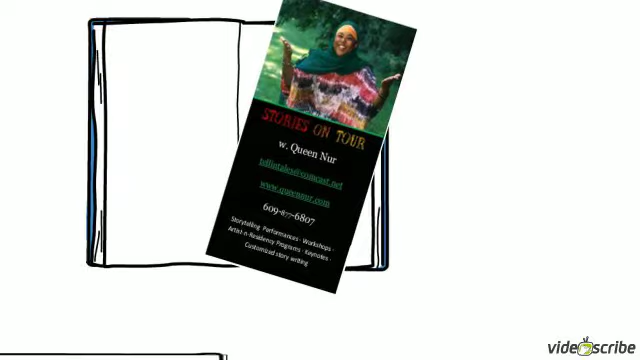 STORIES ON TOUR
w. Queen Nur
www.queennur.com
609-877-6807
Storytelling Performances · Workshops ·
Artist-n-Residency Programs · Keynotes ·
Customized story writing
videoscribe